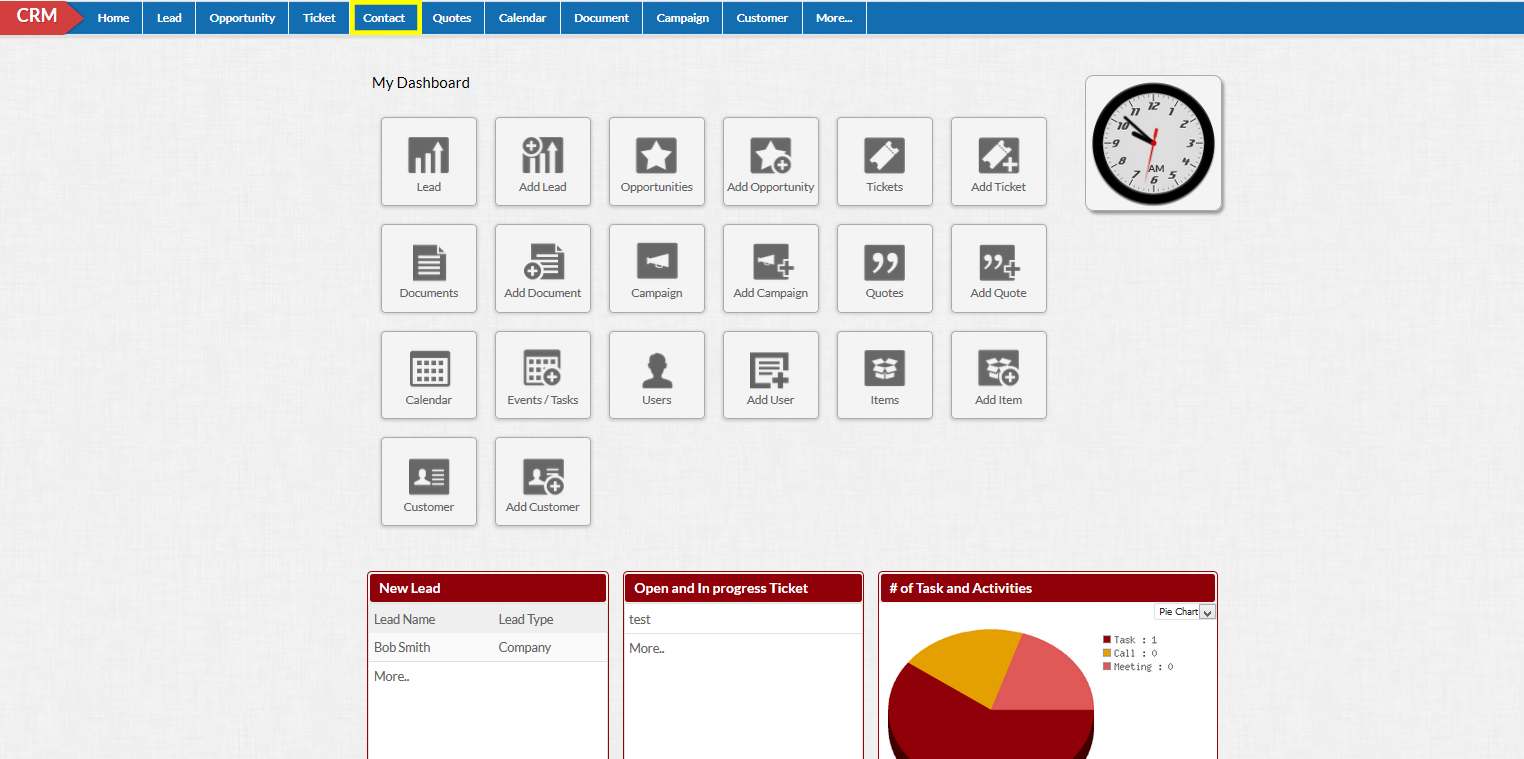 CRM Home Lead Opportunity Ticket Contact Quotes Calendar Document Campaign Customer More...
My Dashboard
12
11 1
10 2
9 3
8 4
7 5
6
AM
Lead Add Lead Opportunities Add Opportunity Tickets Add Ticket
Documents Add Document Campaign Add Campaign Quotes Add Quote
Calendar Events / Tasks Users Add User Items Add Item
Customer Add Customer
New Lead
Lead Name Lead Type
Bob Smith Company
More..
Open and In progress Ticket
test
More..
# of Task and Activities
Pie Chart
Task : 1
Call : 0
Meeting : 0